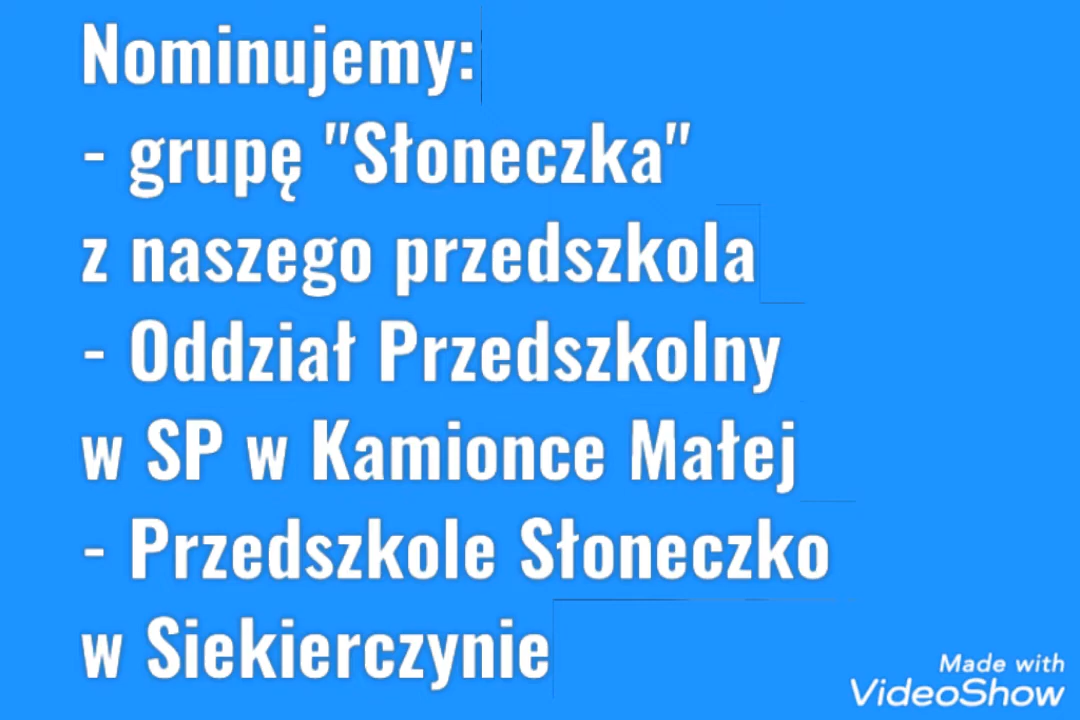 Nominujemy:
- grupę "Słoneczka"
z naszego przedszkola
- Oddział Przedszkolny
w SP w Kamionce Małej
- Przedszkole Słoneczko
w Siekierczynie
Made with
VideoShow